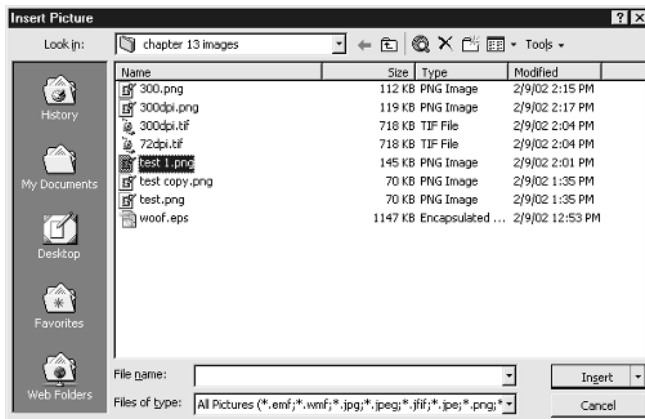 Insert Picture
Look in: chapter 13 images Tools
Name Size Type Modified
300.png 112 KB PNG Image 2/9/02 2:15 PM
300dpi.png 119 KB PNG Image 2/9/02 2:17 PM
300dpi.tif 718 KB TIF File 2/9/02 2:04 PM
72dpi.tif 718 KB TIF File 2/9/02 2:04 PM
test 1.png 145 KB PNG Image 2/9/02 2:01 PM
test copy.png 70 KB PNG Image 2/9/02 1:35 PM
test.png 70 KB PNG Image 2/9/02 1:35 PM
woof.eps 1147 KB Encapsulated ... 2/9/02 12:53 PM
History
My Documents
Desktop
Favorites
Web Folders
File name: Insert
Files of type: All Pictures (*.emf;*.wmf;*.jpg;*.jpeg;*.jfif;*.jpe;*.png;* Cancel